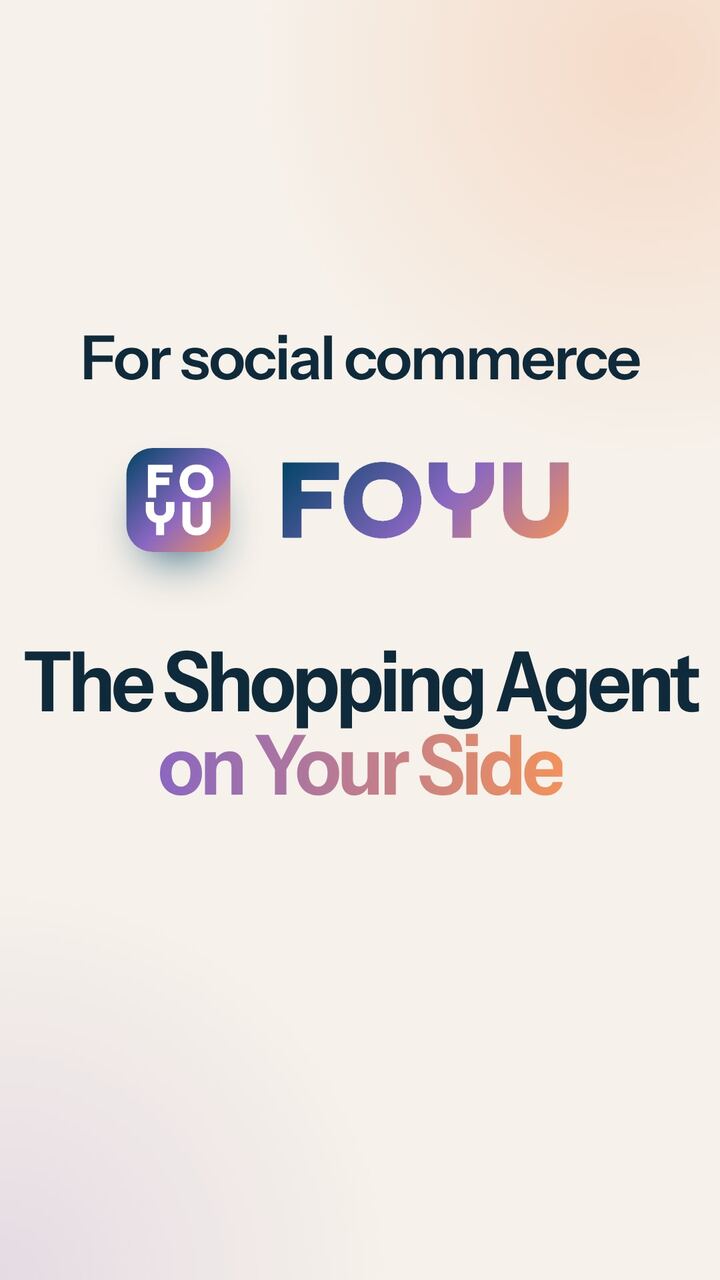 For social commerce
FO
YU
FOYU
The Shopping Agent
on Your Side